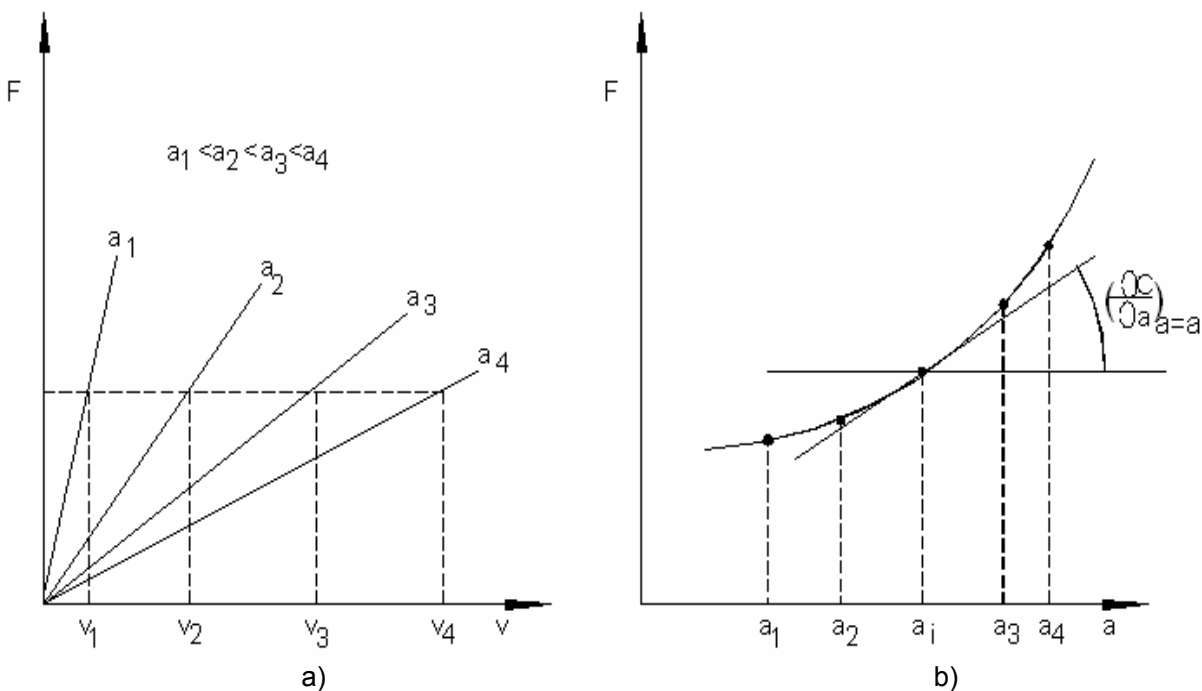 F
a1 <a2 <a3 <a4
a1
a2
a3
a4
v1 v2 v3 v4 v
a)
F
(∂c/∂a)a=a
a1 a2 ai a3 a4 a
b)